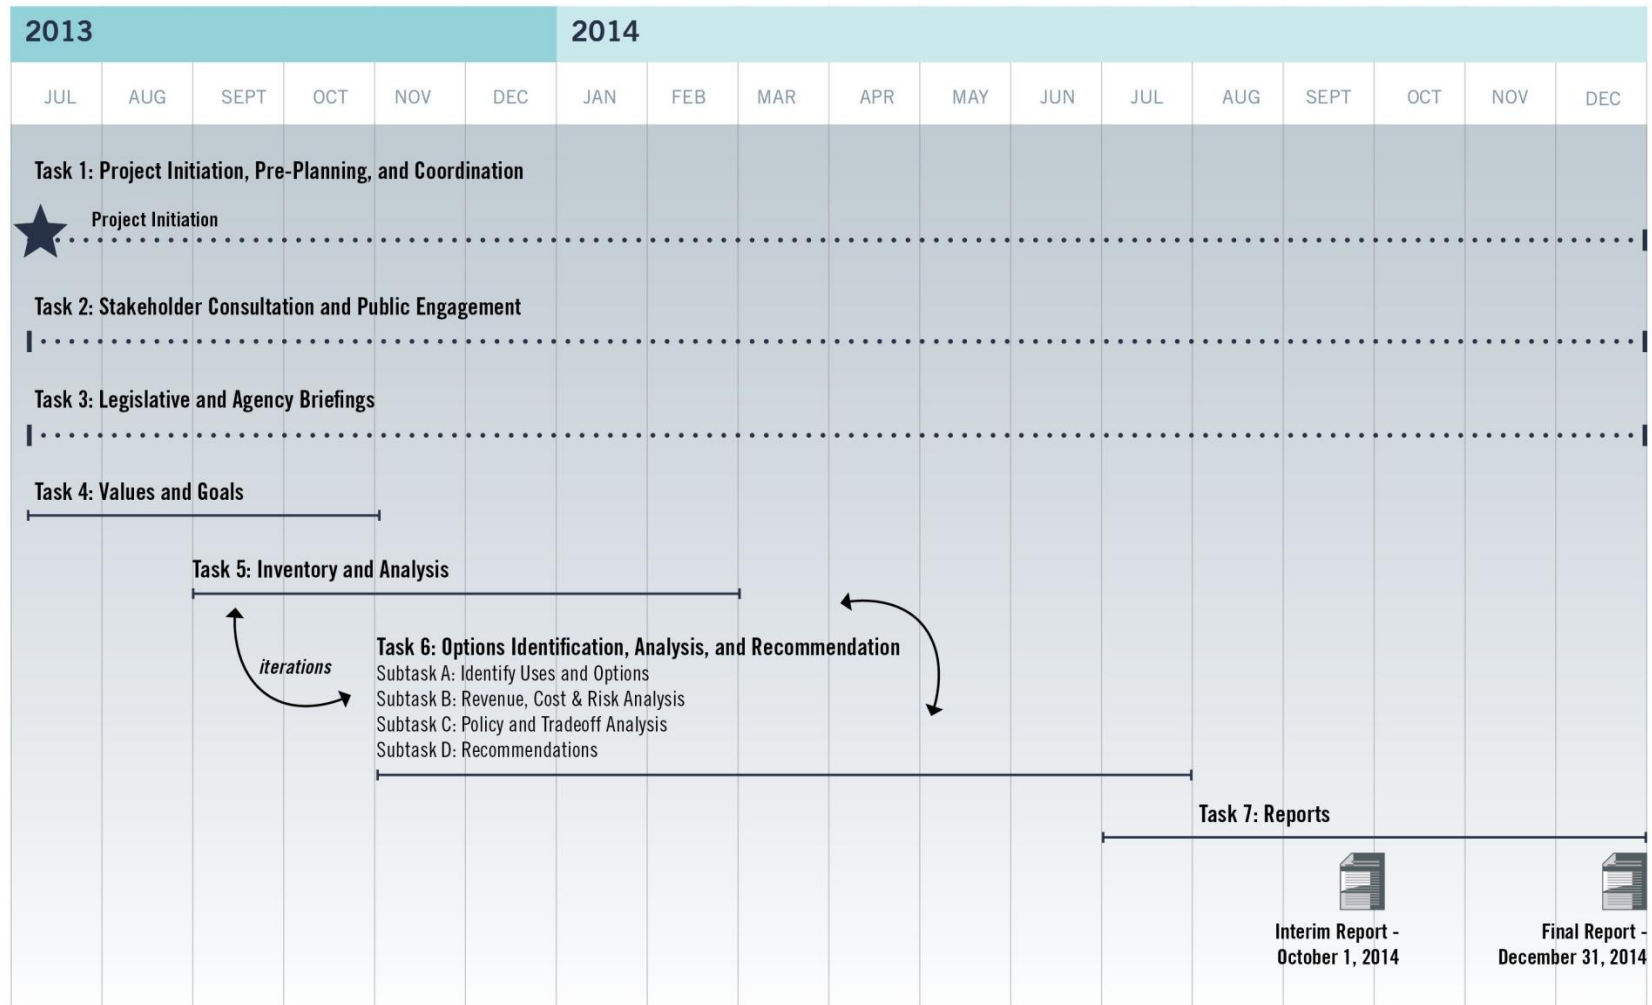 2013 2014
JUL AUG SEPT OCT NOV DEC JAN FEB MAR APR MAY JUN JUL AUG SEPT OCT NOV DEC
Task 1: Project Initiation, Pre-Planning, and Coordination
Project Initiation
Task 2: Stakeholder Consultation and Public Engagement
Task 3: Legislative and Agency Briefings
Task 4: Values and Goals
Task 5: Inventory and Analysis
iterations
Task 6: Options Identification, Analysis, and Recommendation
Subtask A: Identify Uses and Options
Subtask B: Revenue, Cost & Risk Analysis
Subtask C: Policy and Tradeoff Analysis
Subtask D: Recommendations
Task 7: Reports
Interim Report -
October 1, 2014
Final Report -
December 31, 2014